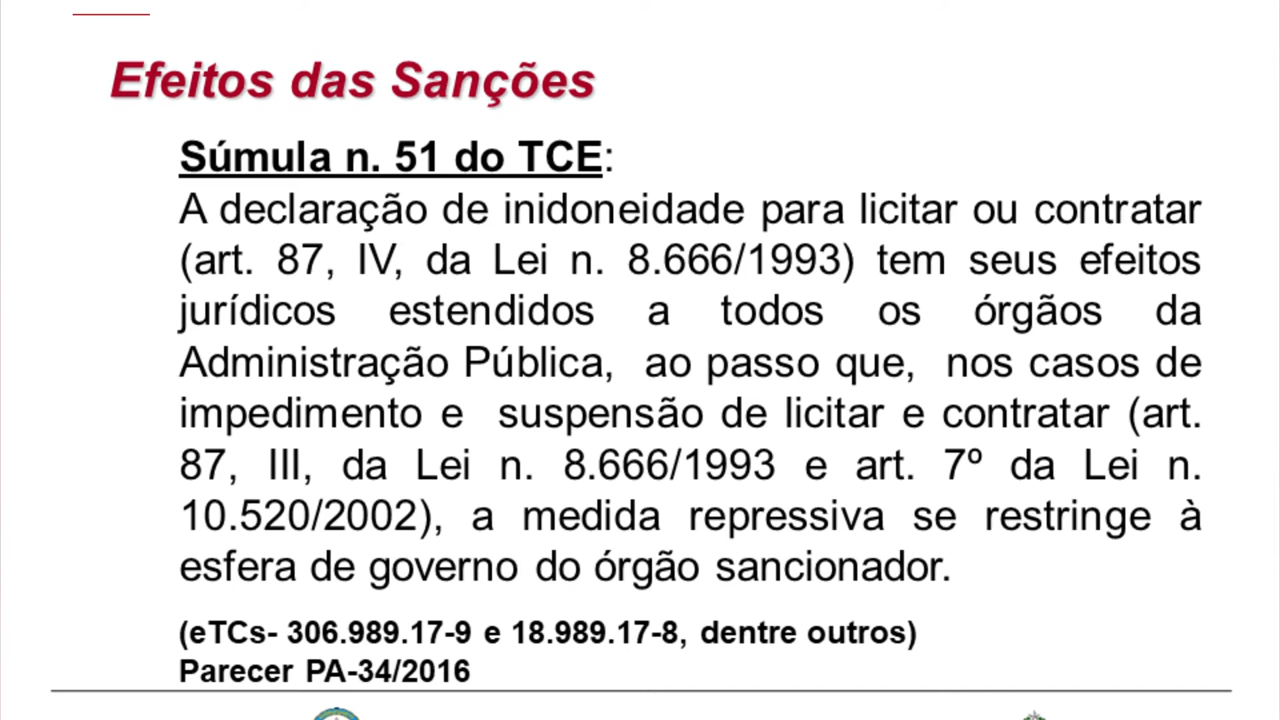 Efeitos das Sanções
Súmula n. 51 do TCE:
A declaração de inidoneidade para licitar ou contratar
(art. 87, IV, da Lei n. 8.666/1993) tem seus efeitos
jurídicos estendidos a todos os órgãos da
Administração Pública, ao passo que, nos casos de
impedimento e suspensão de licitar e contratar (art.
87, III, da Lei n. 8.666/1993 e art. 7º da Lei n.
10.520/2002), a medida repressiva se restringe à
esfera de governo do órgão sancionador.
(eTCs- 306.989.17-9 e 18.989.17-8, dentre outros)
Parecer PA-34/2016